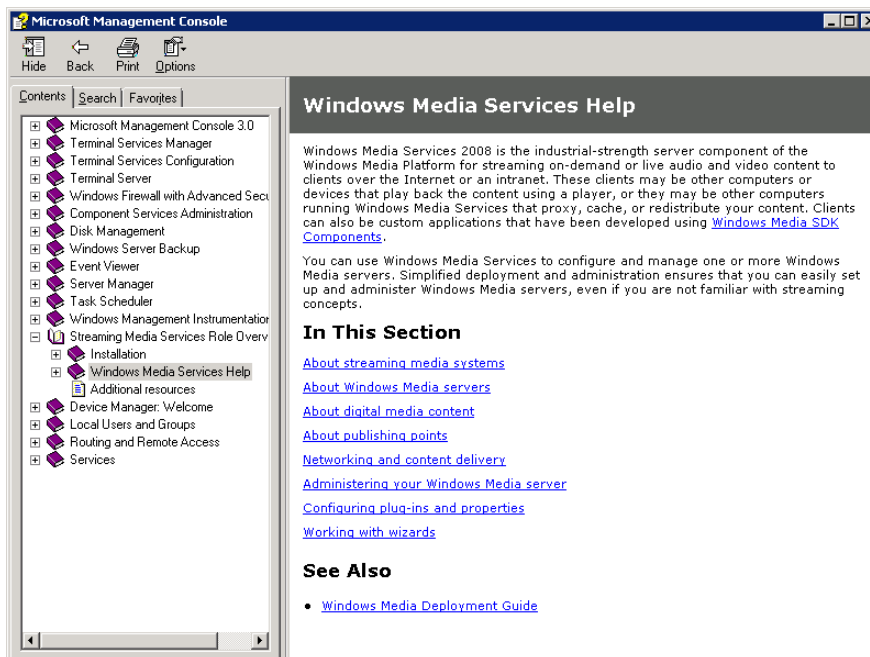 Microsoft Management Console
Hide Back Print Options
Contents Search Favorites
Microsoft Management Console 3.0
Terminal Services Manager
Terminal Services Configuration
Terminal Server
Windows Firewall with Advanced Secu
Component Services Administration
Disk Management
Windows Server Backup
Event Viewer
Server Manager
Task Scheduler
Windows Management Instrumentation
Streaming Media Services Role Overv
Installation
Windows Media Services Help
Additional resources
Device Manager: Welcome
Local Users and Groups
Routing and Remote Access
Services
Windows Media Services Help
Windows Media Services 2008 is the industrial-strength server component of the
Windows Media Platform for streaming on-demand or live audio and video content to
clients over the Internet or an intranet. These clients may be other computers or
devices that play back the content using a player, or they may be other computers
running Windows Media Services that proxy, cache, or redistribute your content. Clients
can also be custom applications that have been developed using Windows Media SDK
Components.
You can use Windows Media Services to configure and manage one or more Windows
Media servers. Simplified deployment and administration ensures that you can easily set
up and administer Windows Media servers, even if you are not familiar with streaming
concepts.
In This Section
About streaming media systems
About Windows Media servers
About digital media content
About publishing points
Networking and content delivery
Administering your Windows Media server
Configuring plug-ins and properties
Working with wizards
See Also
• Windows Media Deployment Guide